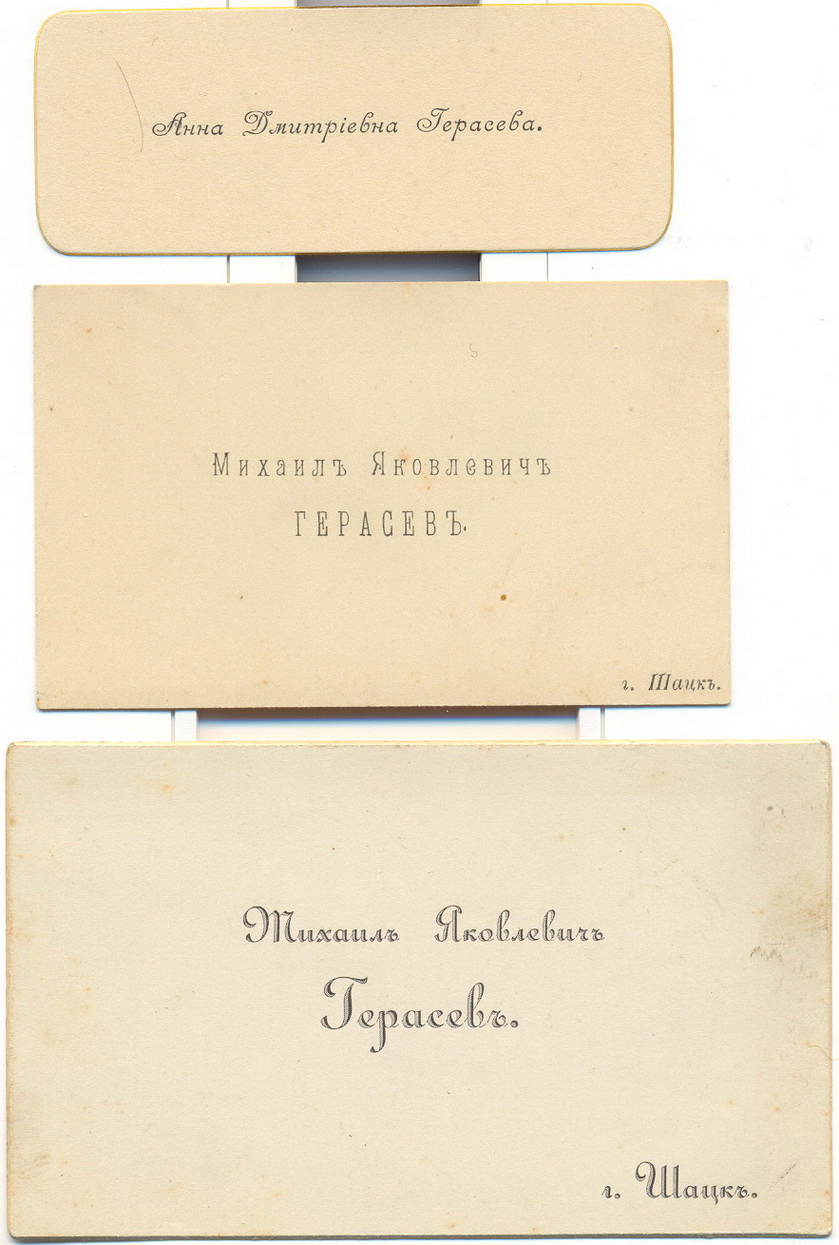 Анна Дмитріевна Герасева.
Михаилъ Яковлевичъ
ГЕРАСЕВЪ.
г. Шацкъ.
Михаилъ Яковлевичъ
Герасевъ.
г. Шацкъ.